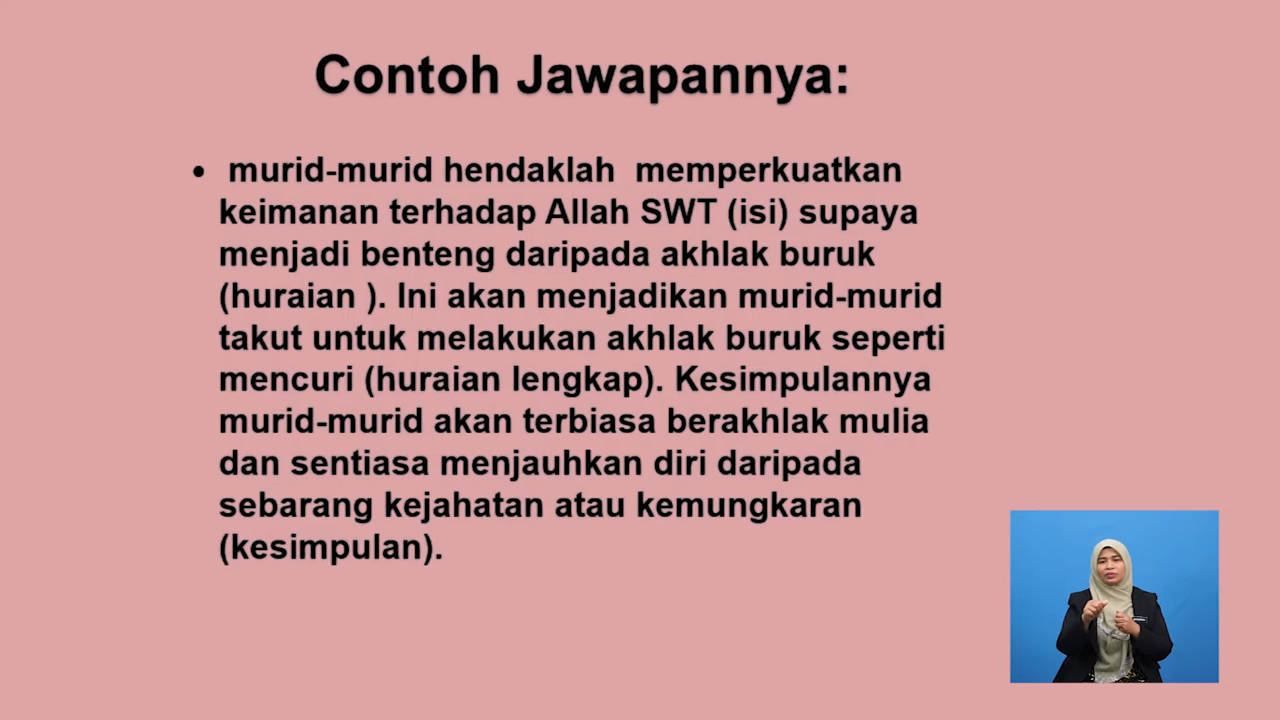 Contoh Jawapannya:
• murid-murid hendaklah memperkuatkan
keimanan terhadap Allah SWT (isi) supaya
menjadi benteng daripada akhlak buruk
(huraian ). Ini akan menjadikan murid-murid
takut untuk melakukan akhlak buruk seperti
mencuri (huraian lengkap). Kesimpulannya
murid-murid akan terbiasa berakhlak mulia
dan sentiasa menjauhkan diri daripada
sebarang kejahatan atau kemungkaran
(kesimpulan).